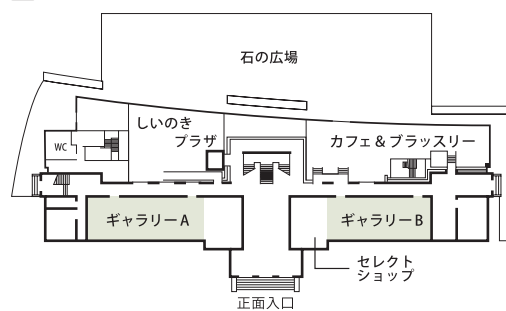 石の広場
しいのき
プラザ
カフェ&ブラッスリー
WC
ギャラリーA
ギャラリーB
セレクト
ショップ
正面入口